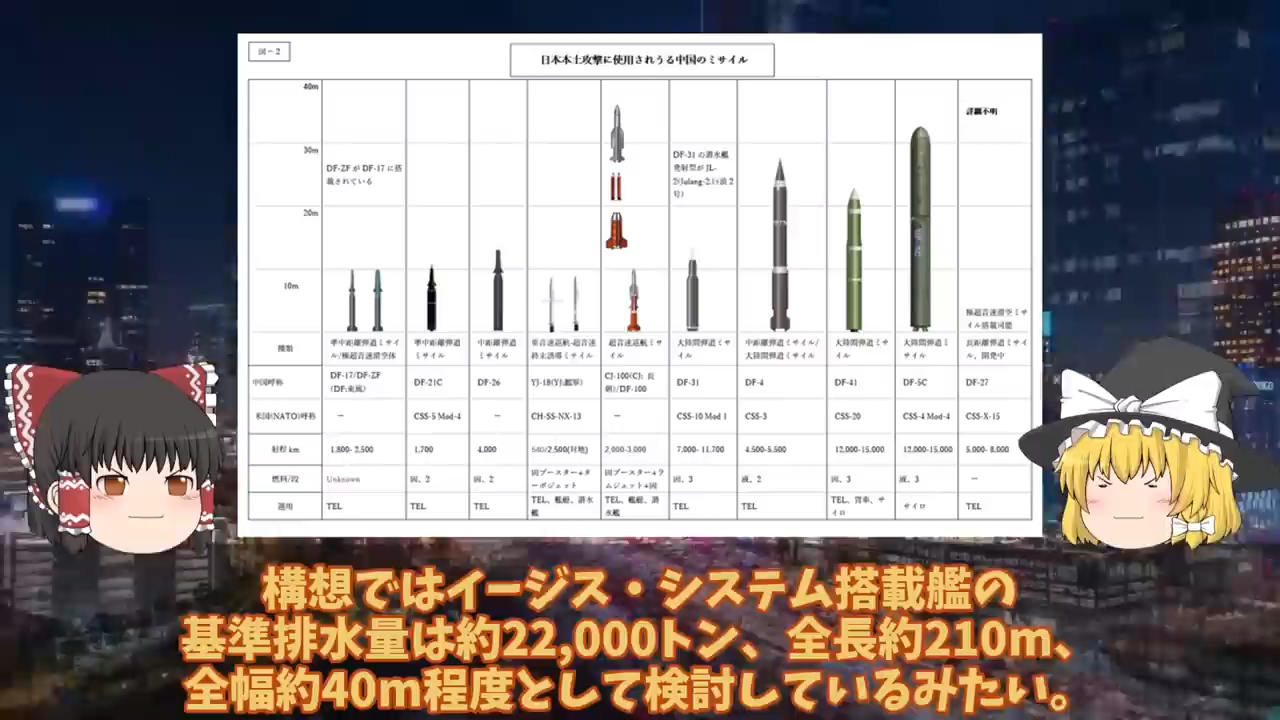 図－2
日本本土攻撃に使用されうる中国のミサイル
40m
30m
20m
10m
DF-ZF が DF-17 に搭
載されている
DF-31 の潜水艦
発射型が JL-
2(Julang-2.1(巨浪 2
号)
詳細不明
極超音速滑空ミサ
イル搭載可能
種類
準中距離弾道ミサイ
ル/極超音速滑空体
準中距離弾道
ミサイル
中距離弾道
ミサイル
亜音速巡航-超音速
終末誘導ミサイル
超音速巡航ミサ
イル
大陸間弾道ミサ
イル
中距離弾道ミサイル/
大陸間弾道ミサイル
大陸間弾道ミサ
イル
大陸間弾道ミサ
イル
長距離弾道ミサイ
ル、開発中
中国呼称
DF-17/DF-ZF
(DF:東風)
DF-21C
DF-26
YJ-18(YJ:鷹撃)
CJ-100(CJ: 長
剣)/DF-100
DF-31
DF-4
DF-41
DF-5C
DF-27
米国(NATO)呼称
－
CSS-5 Mod-4
－
CH-SS-NX-13
－
CSS-10 Mod 1
CSS-3
CSS-20
CSS-4 Mod-4
CSS-X-15
射程 km
1,800- 2,500
1,700
4,000
540/2,500(対地)
2,000-3,000
7,000- 11,700
4,500-5,500
12,000-15,000
12,000-15,000
5,000- 8,000
燃料/段
Unknown
固、2
固、2
固ブースター+タ
ーボジェット
固ブースター+ラ
ムジェット+固
固、3
液、2
固、3
液、3
－
運用
TEL
TEL
TEL
TEL、艦艇、潜水
艦
TEL、艦艇、潜
水艦
TEL
TEL
TEL、貨車、サ
イロ
サイロ
TEL
構想ではイージス・システム搭載艦の
基準排水量は約22,000トン、全長約210m、
全幅約40m程度として検討しているみたい。